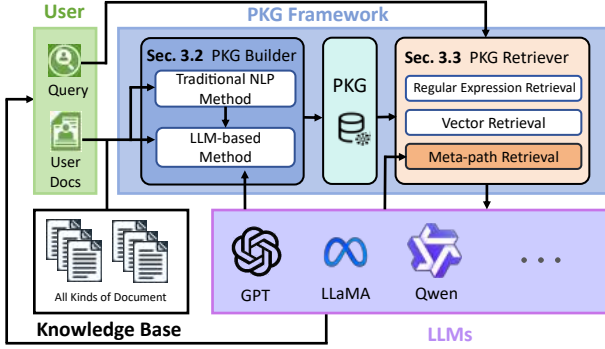 User
PKG Framework
Query
User
Docs
Sec. 3.2 PKG Builder
Traditional NLP
Method
LLM-based
Method
PKG
Sec. 3.3 PKG Retriever
Regular Expression Retrieval
Vector Retrieval
Meta-path Retrieval
All Kinds of Document
Knowledge Base
GPT
LLaMA
Qwen
...
LLMs